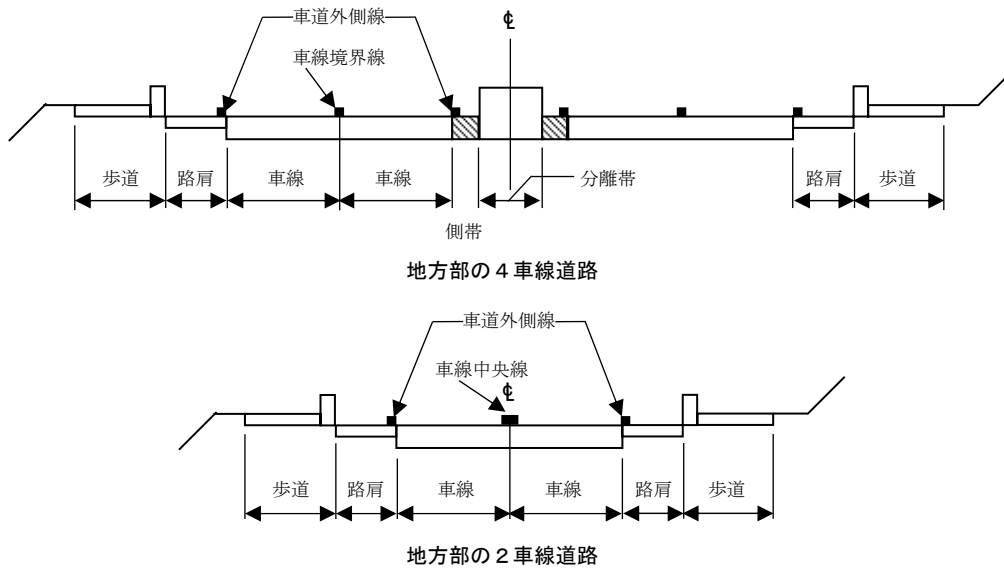 車道外側線
℄
車線境界線
歩道 路肩 車線 車線 分離帯 路肩 歩道
側帯
地方部の４車線道路
車道外側線
車線中央線
℄
歩道 路肩 車線 車線 路肩 歩道
地方部の２車線道路